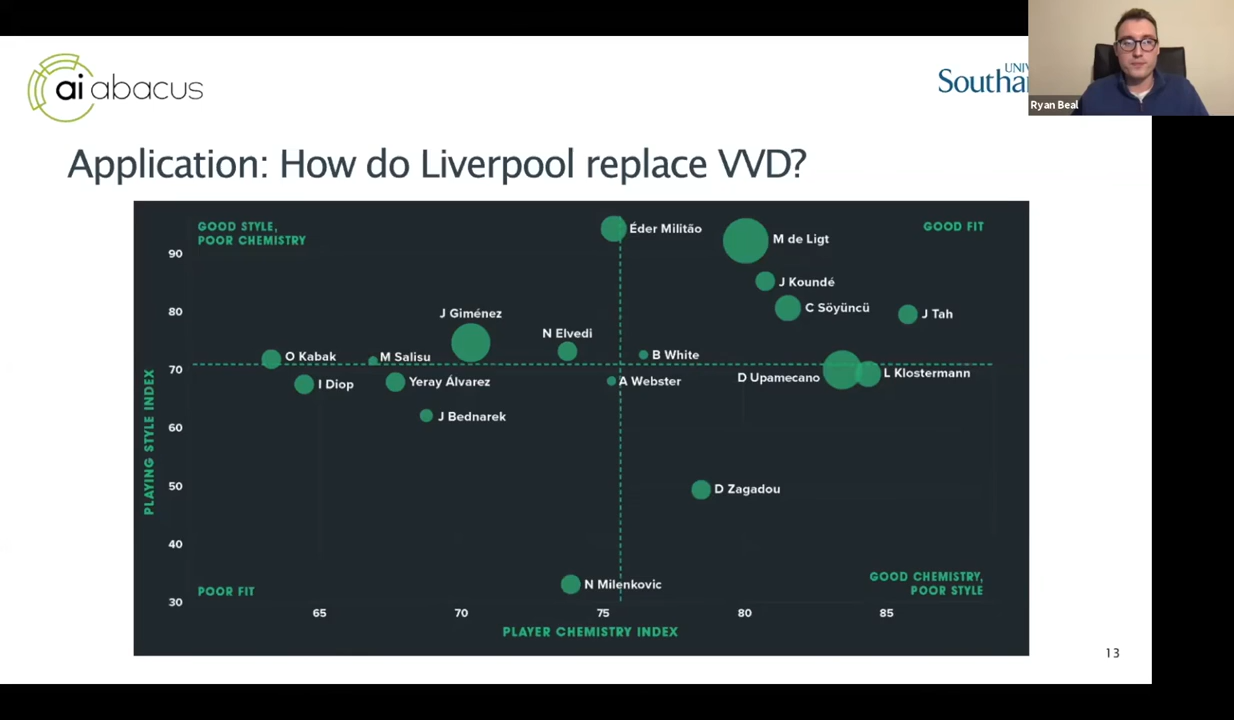 ai abacus
UNI
Southa
Ryan Beal
Application: How do Liverpool replace VVD?
GOOD STYLE,
POOR CHEMISTRY
GOOD FIT
Éder Militão
M de Ligt
90
J Koundé
80
J Giménez
C Söyüncü
J Tah
N Elvedi
O Kabak
M Salisu
B White
70
I Diop
Yeray Álvarez
A Webster
D Upamecano
L Klostermann
J Bednarek
60
PLAYING STYLE INDEX
50
D Zagadou
40
N Milenkovic
POOR FIT
GOOD CHEMISTRY,
POOR STYLE
30
65
70
75
80
85
PLAYER CHEMISTRY INDEX
13